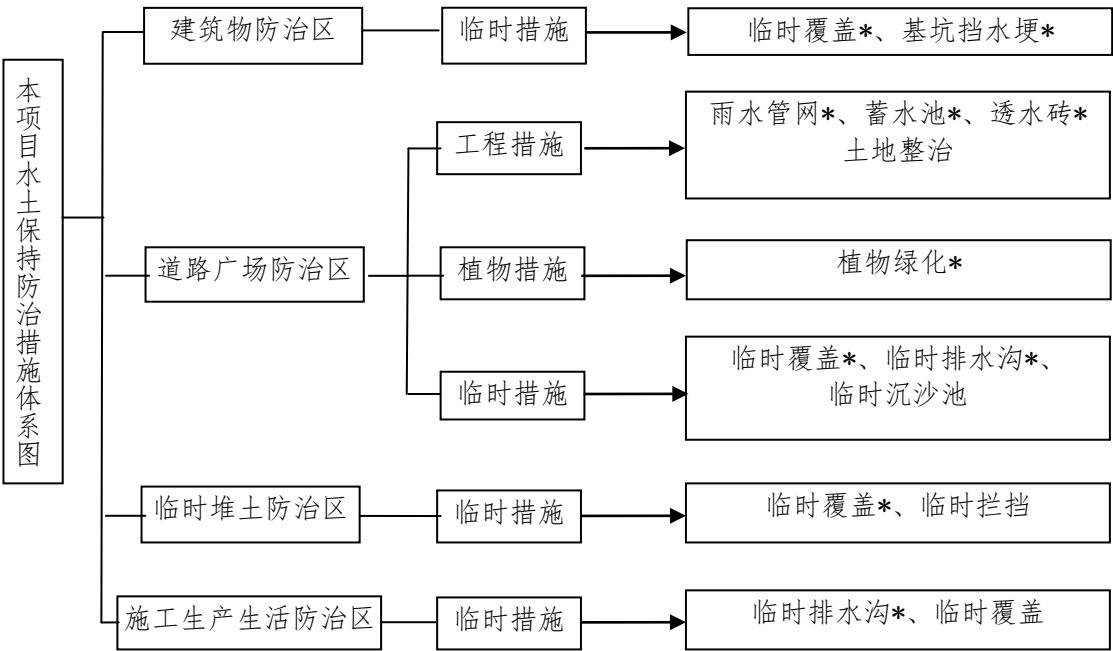 本项目水土保持防治措施体系图
建筑物防治区
临时措施
临时覆盖*、基坑挡水埂*
道路广场防治区
工程措施
雨水管网*、蓄水池*、透水砖*
土地整治
植物措施
植物绿化*
临时措施
临时覆盖*、临时排水沟*、
临时沉沙池
临时堆土防治区
临时措施
临时覆盖*、临时拦挡
施工生产生活防治区
临时措施
临时排水沟*、临时覆盖